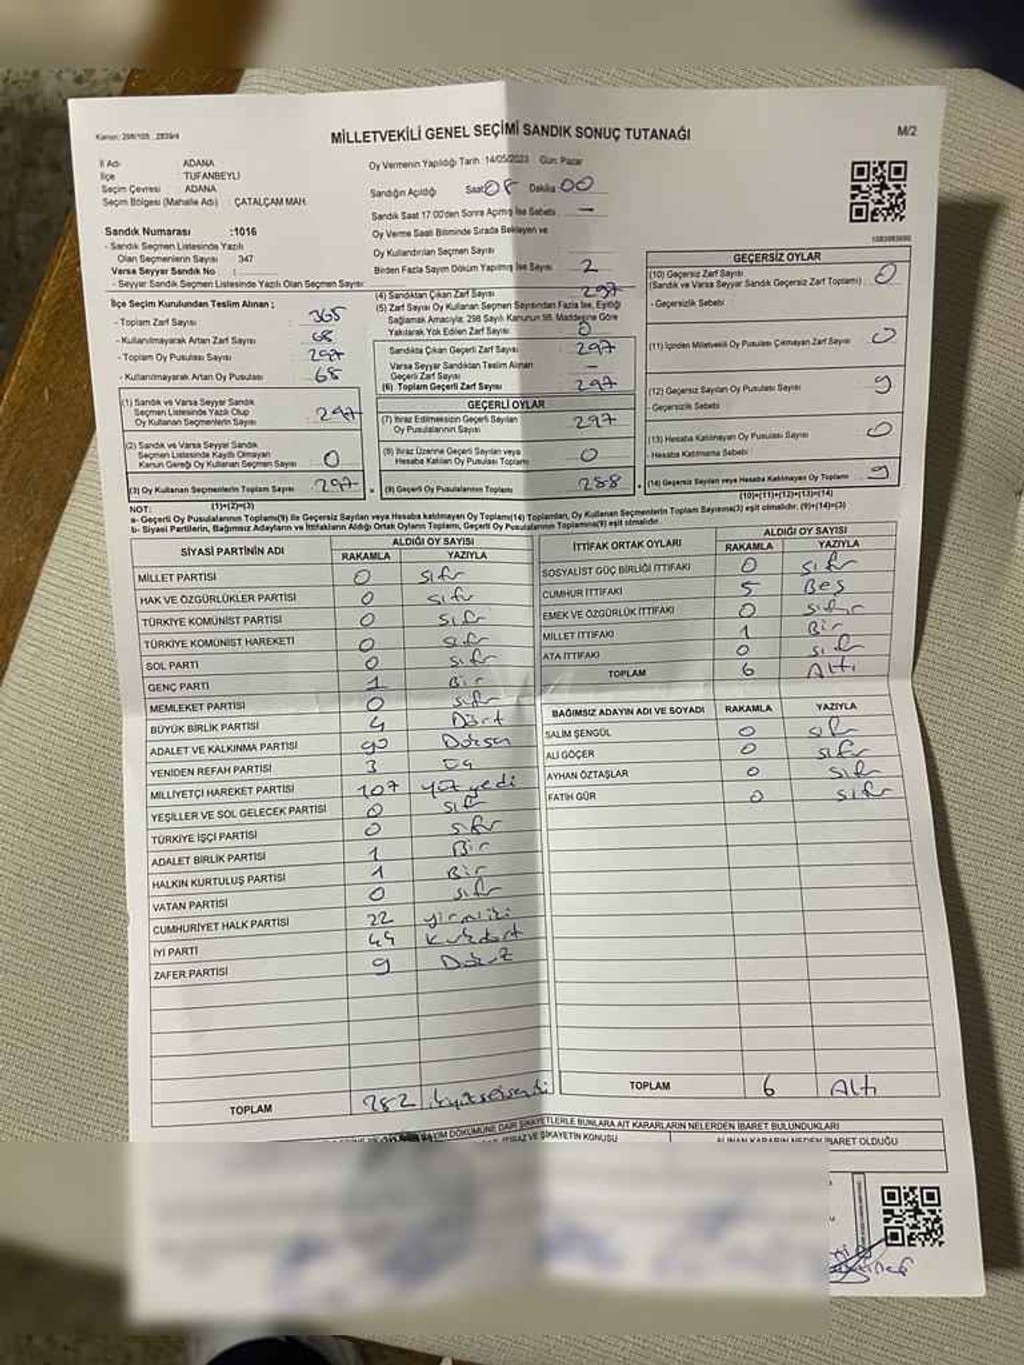 Kanun: 298/105 , 2839/4
MİLLETVEKİLİ GENEL SEÇİMİ SANDIK SONUÇ TUTANAĞI
M/2
İl Adı ADANA
İlçe TUFANBEYLİ
Seçim Çevresi ADANA
Seçim Bölgesi (Mahalle Adı) : ÇATALÇAM MAH.
Sandık Numarası :1016
- Sandık Seçmen Listesinde Yazılı
Olan Seçmenlerin Sayısı 347
Varsa Seyyar Sandık No :
- Seyyar Sandık Seçmen Listesinde Yazılı Olan Seçmen Sayısı
Oy Vermenin Yapıldığı Tarih :14/05/2023 Gün: Pazar
Sandığın Açıldığı Saat 08 Dakika 00
Sandık Saat 17:00'den Sonra Açılmış İse Sebebi -
Oy Verme Saati Bitiminde Sırada Bekleyen ve
Oy Kullandırılan Seçmen Sayısı
Birden Fazla Sayım Döküm Yapılmış İse Sayısı 2
İlçe Seçim Kurulundan Teslim Alınan :
- Toplam Zarf Sayısı : 365
- Kullanılmayarak Artan Zarf Sayısı : 68
- Toplam Oy Pusulası Sayısı : 297
- Kullanılmayarak Artan Oy Pusulası : 68
(1) Sandık ve Varsa Seyyar Sandık
Seçmen Listesinde Yazılı Olup
Oy Kullanan Seçmenlerin Sayısı 297
(2) Sandık ve Varsa Seyyar Sandık
Seçmen Listesinde Kayıtlı Olmayan
Kanun Gereği Oy Kullanan Seçmen Sayısı 0
(3) Oy Kullanan Seçmenlerin Toplam Sayısı 297
(1)+(2)=(3)
(4) Sandıktan Çıkan Zarf Sayısı 297
(5) Zarf Sayısı Oy Kullanan Seçmen Sayısından Fazla İse, Eşitliği
Sağlamak Amacıyla; 298 Sayılı Kanunun 98. Maddesine Göre
Yakılarak Yok Edilen Zarf Sayısı 0
Sandıkta Çıkan Geçerli Zarf Sayısı 297
Varsa Seyyar Sandıktan Teslim Alınan
Geçerli Zarf Sayısı -
(6) Toplam Geçerli Zarf Sayısı 297
GEÇERLİ OYLAR
(7) İtiraz Edilmeksizin Geçerli Sayılan
Oy Pusulalarının Sayısı 297
(8) İtiraz Üzerine Geçerli Sayılan veya
Hesaba Katılan Oy Pusulası Toplamı 0
(9) Geçerli Oy Pusulalarının Toplamı 288
GEÇERSİZ OYLAR
(10) Geçersiz Zarf Sayısı
(Sandık ve Varsa Seyyar Sandık Geçersiz Zarf Toplamı) : 0
- Geçersizlik Sebebi :
(11) İçinden Milletvekili Oy Pusulası Çıkmayan Zarf Sayısı 0
(12) Geçersiz Sayılan Oy Pusulası Sayısı 9
- Geçersizlik Sebebi
(13) Hesaba Katılmayan Oy Pusulası Sayısı 0
- Hesaba Katılmama Sebebi
(14) Geçersiz Sayılan veya Hesaba Katılmayan Oy Toplamı 9
(10)+(11)+(12)+(13)=(14)
NOT:
a- Geçerli Oy Pusulalarının Toplamı(9) ile Geçersiz Sayılan veya Hesaba katılmayan Oy Toplamı(14) Toplamları, Oy Kullanan Seçmenlerin Toplam Sayısına(3) eşit olmalıdır. (9)+(14)=(3)
b- Siyasi Partilerin, Bağımsız Adayların ve İttifakların Aldığı Ortak Oyların Toplamı, Geçerli Oy Pusulalarının Toplamına(9) eşit olmalıdır.
SİYASİ PARTİNİN ADI ALDIĞI OY SAYISI
RAKAMLA YAZIYLA
MİLLET PARTİSİ 0 sıfır
HAK VE ÖZGÜRLÜKLER PARTİSİ 0 sıfır
TÜRKİYE KOMÜNİST PARTİSİ 0 sıfır
TÜRKİYE KOMÜNİST HAREKETİ 0 sıfır
SOL PARTİ 0 sıfır
GENÇ PARTİ 1 Bir
MEMLEKET PARTİSİ 0 sıfır
BÜYÜK BİRLİK PARTİSİ 4 Dört
ADALET VE KALKINMA PARTİSİ 90 Doksan
YENİDEN REFAH PARTİSİ 3 Üç
MİLLİYETÇİ HAREKET PARTİSİ 107 yüz yedi
YEŞİLLER VE SOL GELECEK PARTİSİ 0 sıfır
TÜRKİYE İŞÇİ PARTİSİ 0 sıfır
ADALET BİRLİK PARTİSİ 1 Bir
HALKIN KURTULUŞ PARTİSİ 1 Bir
VATAN PARTİSİ 0 sıfır
CUMHURİYET HALK PARTİSİ 22 yirmiiki
İYİ PARTİ 44 kırkdört
ZAFER PARTİSİ 9 Dokuz
TOPLAM 282 ikiyüzseksendi
İTTİFAK ORTAK OYLARI ALDIĞI OY SAYISI
RAKAMLA YAZIYLA
SOSYALİST GÜÇ BİRLİĞİ İTTİFAKI 0 sıfır
CUMHUR İTTİFAKI 5 Beş
EMEK VE ÖZGÜRLÜK İTTİFAKI 0 sıfır
MİLLET İTTİFAKI 1 Bir
ATA İTTİFAKI 0 sıfır
TOPLAM 6 Altı
BAĞIMSIZ ADAYIN ADI VE SOYADI RAKAMLA YAZIYLA
SALİM ŞENGÜL 0 sıfır
ALİ GÖÇER 0 sıfır
AYHAN ÖZTAŞLAR 0 sıfır
FATİH GÜR 0 sıfır
TOPLAM 6 Altı
SAYIM DÖKÜMÜNE DAİR ŞİKAYETLERLE BUNLARA AİT KARARLARIN NELERDEN İBARET BULUNDUKLARI
İTİRAZ VE ŞİKAYETİN KONUSU
ALINAN KARARIN NEDEN İBARET OLDUĞU